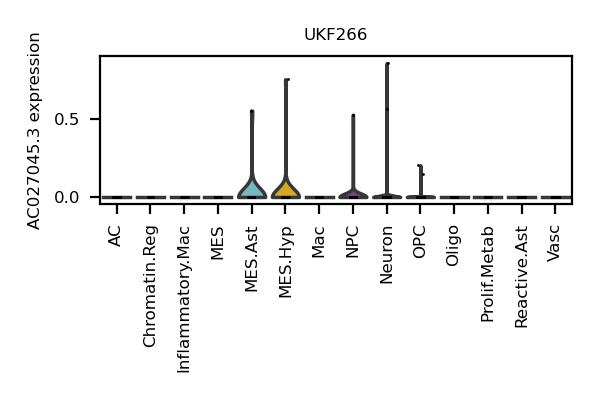 UKF266
AC027045.3 expression
0.5
0.0
AC
Chromatin.Reg
Inflammatory.Mac
MES
MES.Ast
MES.Hyp
Mac
NPC
Neuron
OPC
Oligo
Prolif.Metab
Reactive.Ast
Vasc